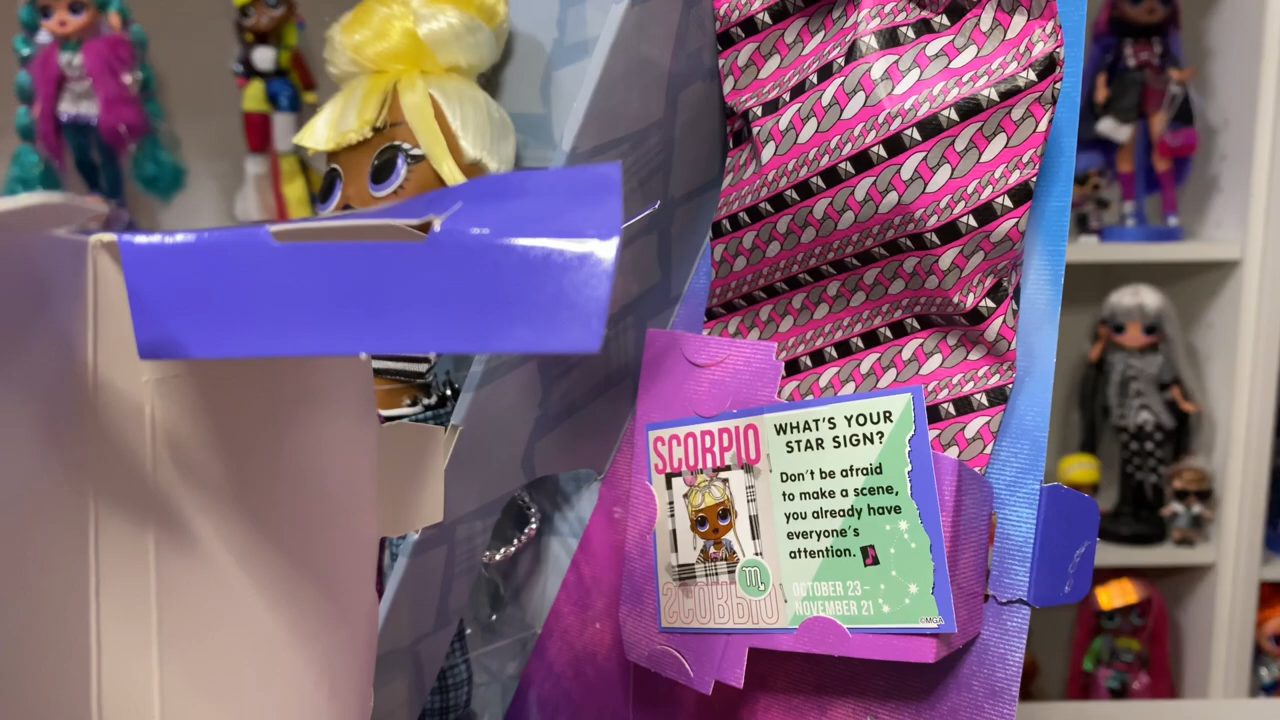 SCORPIO
WHAT'S YOUR
STAR SIGN?
Don't be afraid
to make a scene,
you already have
everyone's
attention.
♏
SCORPIO
OCTOBER 23–
NOVEMBER 21
©MGA